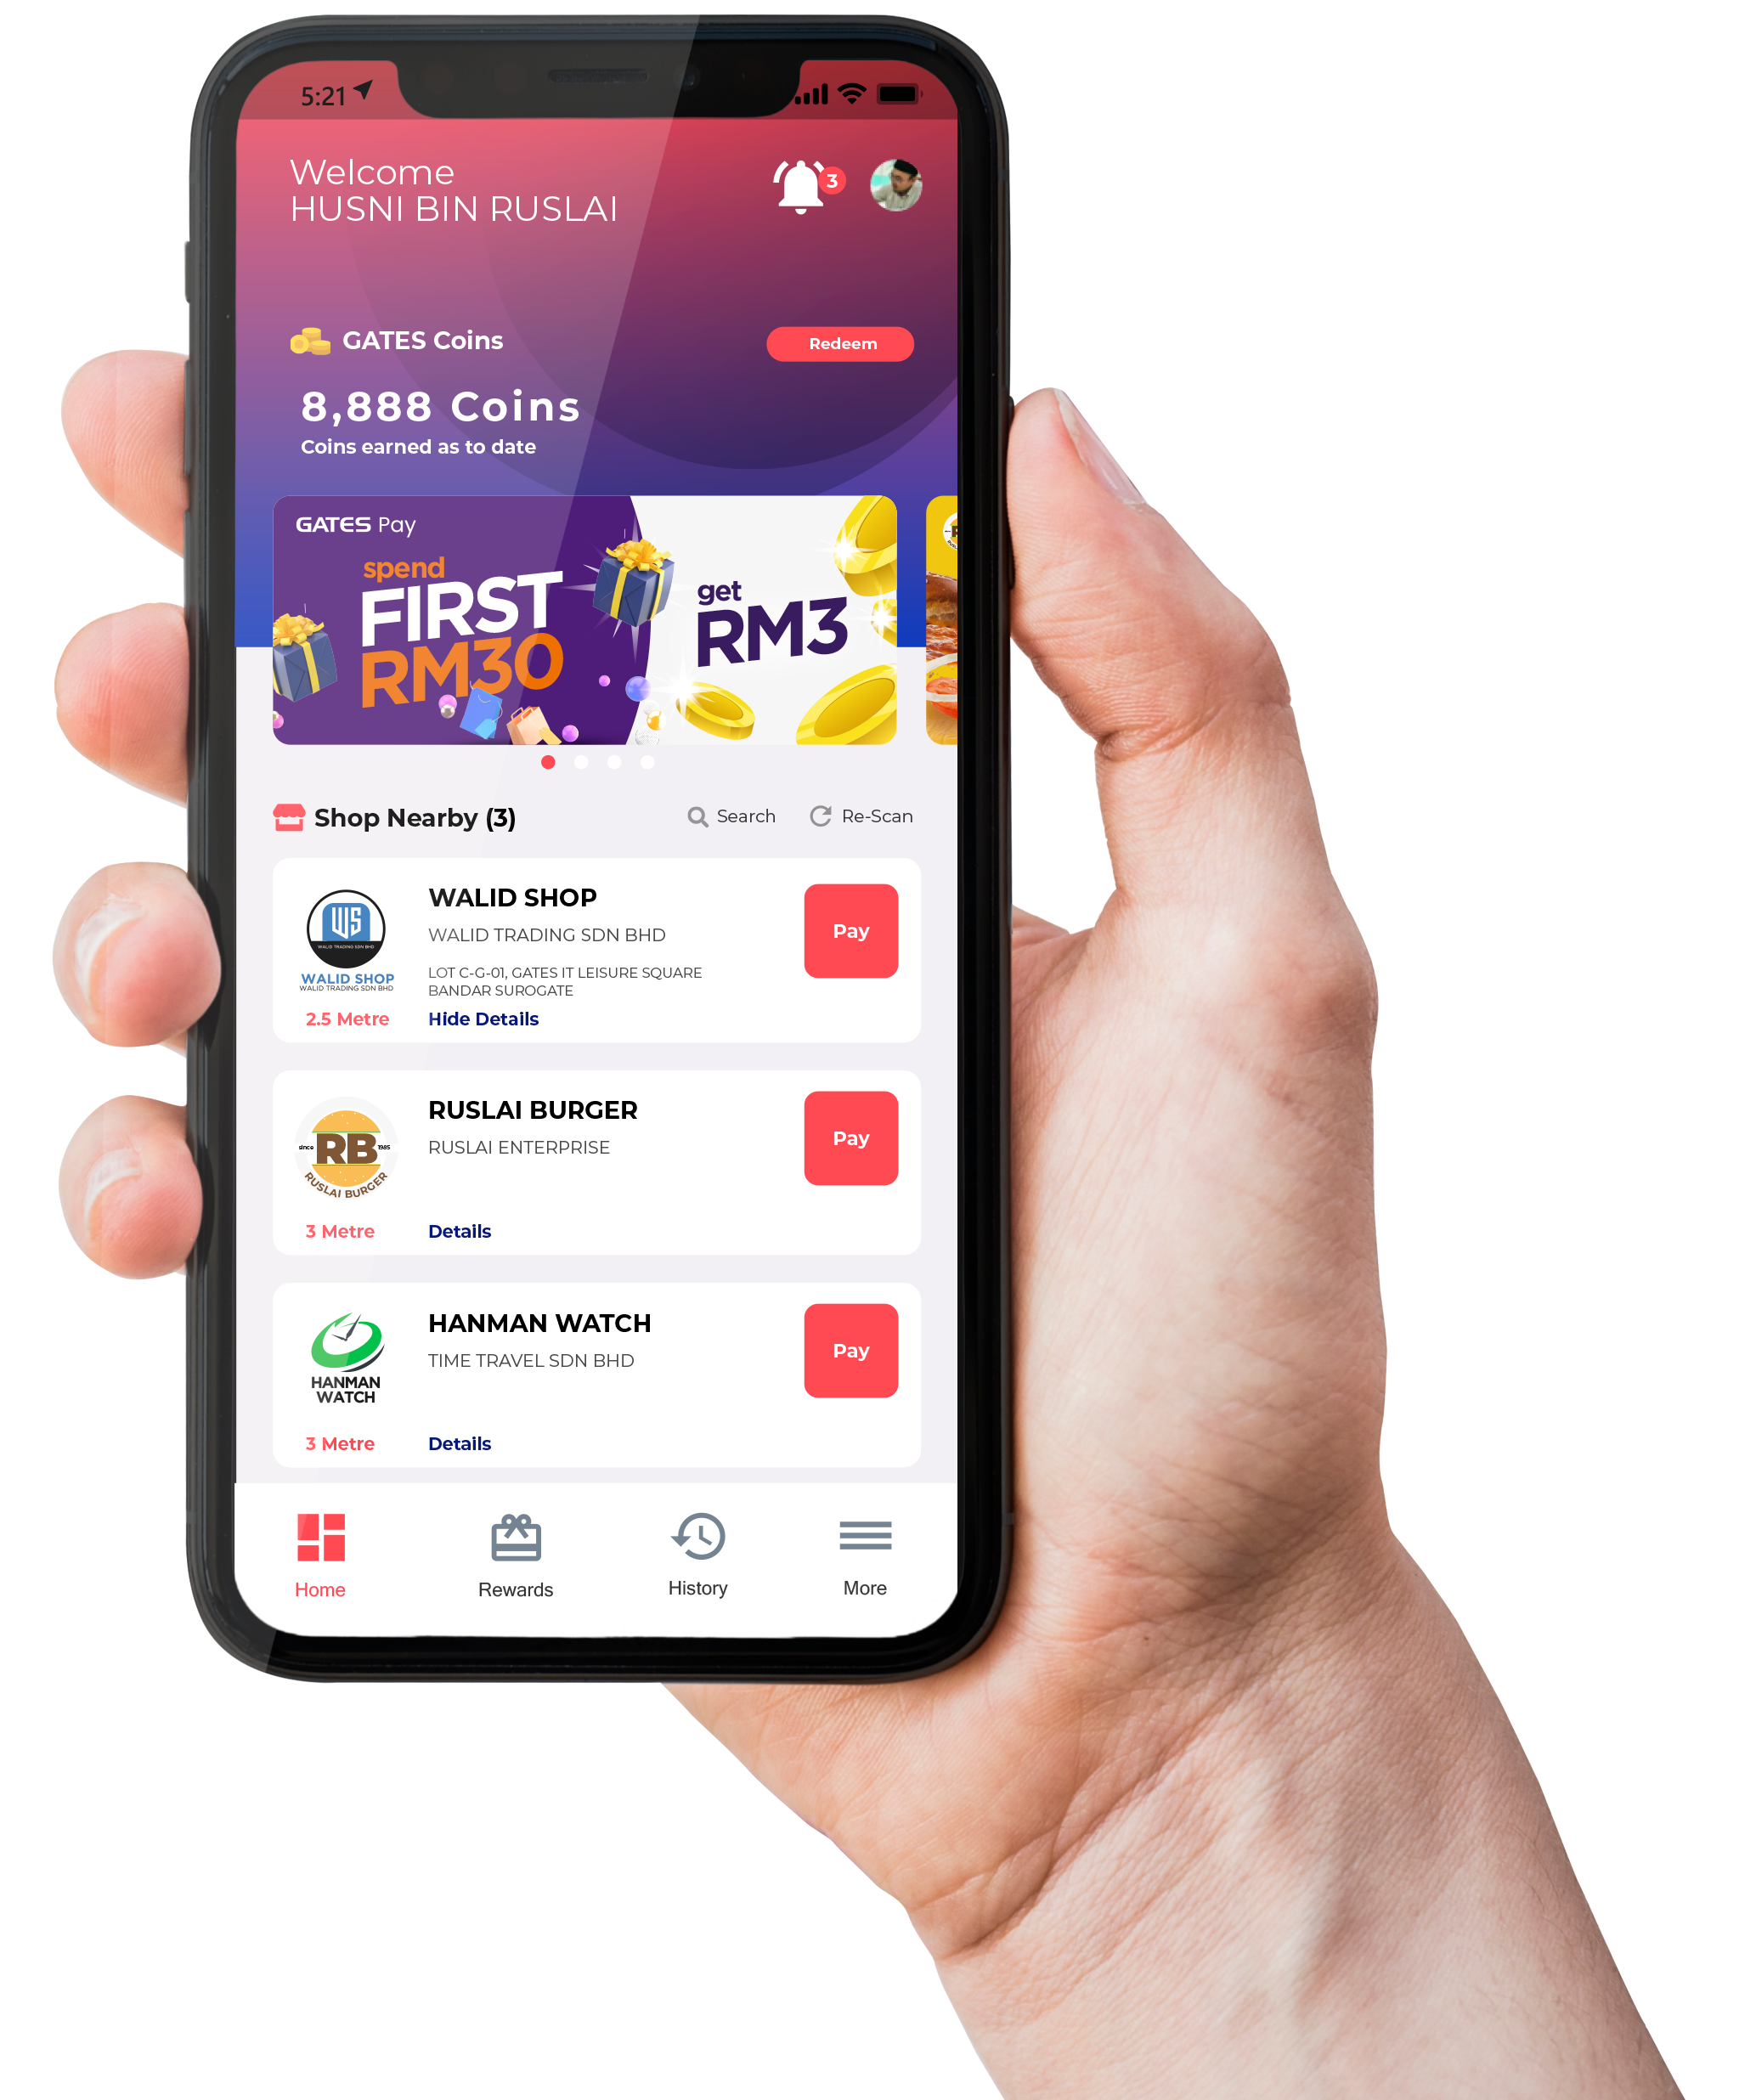 5:21
Welcome
HUSNI BIN RUSLAI
3
GATES Coins
Redeem
8,888 Coins
Coins earned as to date
GATES Pay
spend
FIRST
RM30
get
RM3
Shop Nearby (3)
Search
Re-Scan
WS
WALID TRADING SDN BHD
WALID SHOP
WALID TRADING SDN BHD
2.5 Metre
WALID SHOP
WALID TRADING SDN BHD
LOT C-G-01, GATES IT LEISURE SQUARE
BANDAR SUROGATE
Hide Details
Pay
since RB 1985
RUSLAI BURGER
3 Metre
RUSLAI BURGER
RUSLAI ENTERPRISE
Details
Pay
HANMAN
WATCH
3 Metre
HANMAN WATCH
TIME TRAVEL SDN BHD
Details
Pay
Home
Rewards
History
More